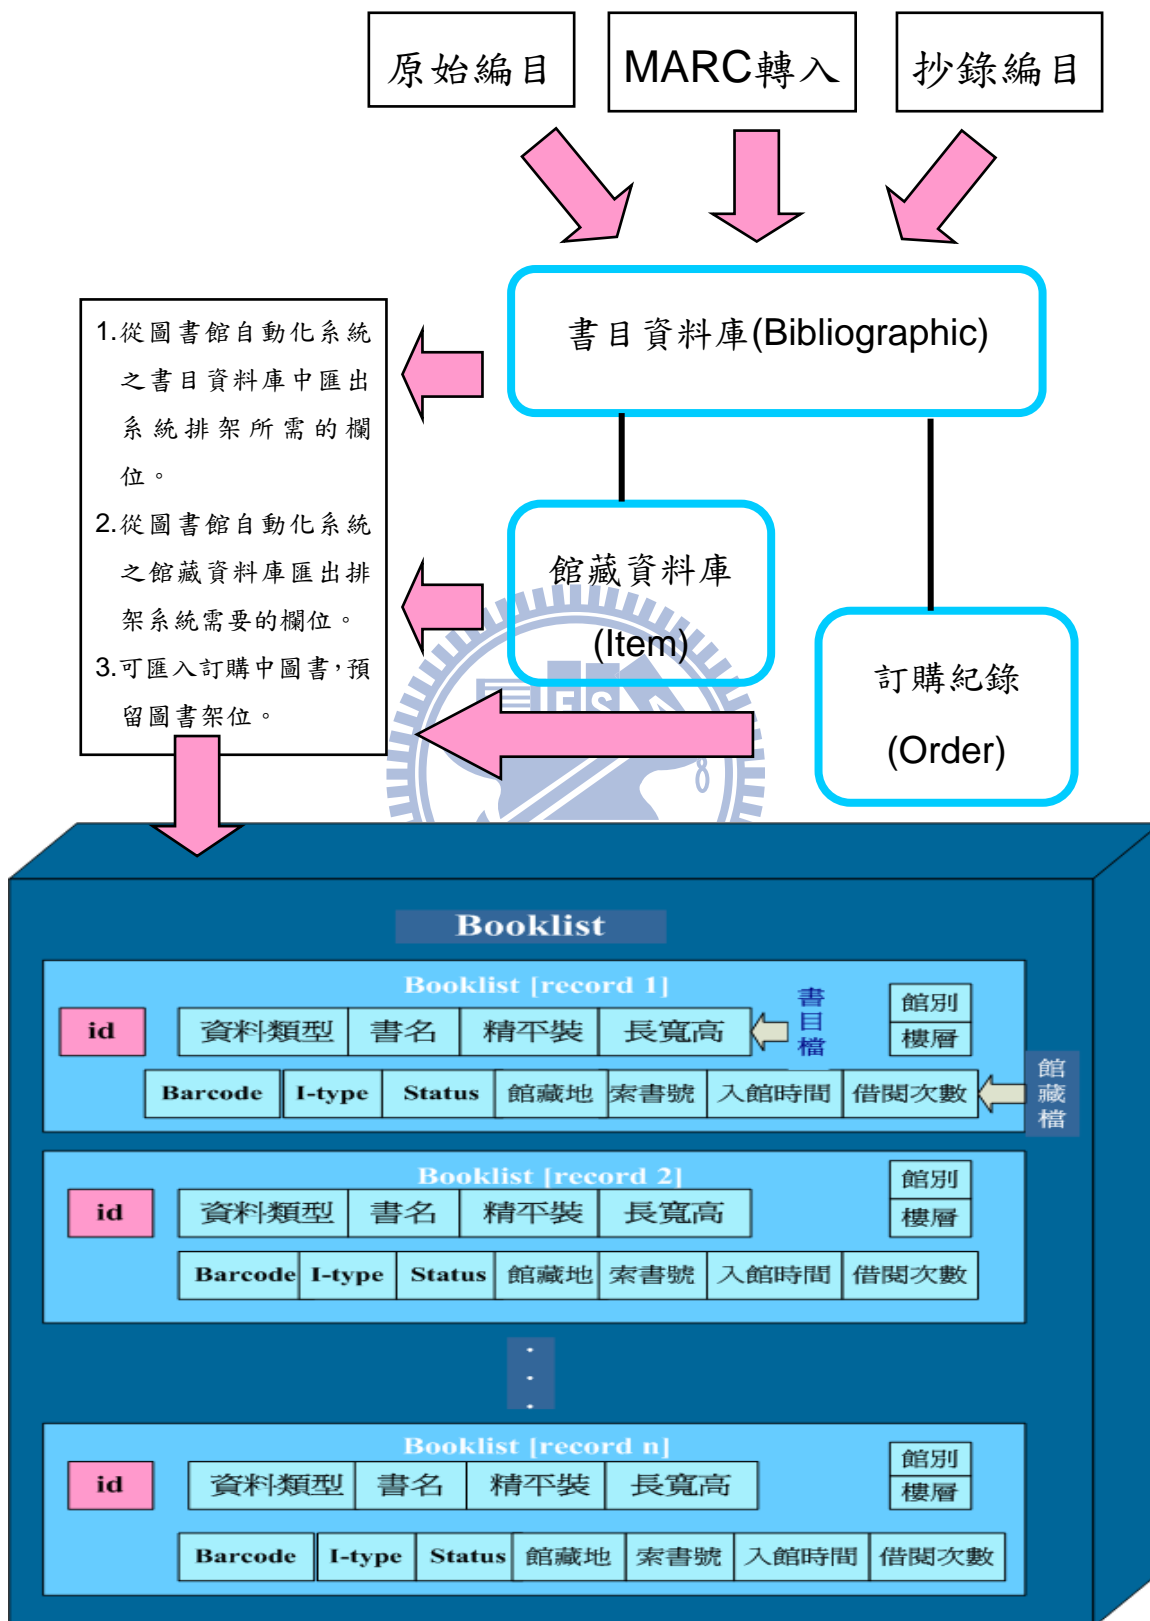 原始編目
MARC轉入
抄錄編目
書目資料庫(Bibliographic)
1.從圖書館自動化系統
之書目資料庫中匯出
系統排架所需的欄
位。
2.從圖書館自動化系統
之館藏資料庫匯出排
架系統需要的欄位。
3.可匯入訂購中圖書，預
留圖書架位。
館藏資料庫
(Item)
訂購紀錄
(Order)
ES
Booklist
Booklist [record 1]
id
資料類型 書名 精平裝 長寬高
書目檔
館別
樓層
Barcode I-type Status 館藏地 索書號 入館時間 借閱次數
館藏檔
Booklist [record 2]
id
資料類型 書名 精平裝 長寬高
館別
樓層
Barcode I-type Status 館藏地 索書號 入館時間 借閱次數
Booklist [record n]
id
資料類型 書名 精平裝 長寬高
館別
樓層
Barcode I-type Status 館藏地 索書號 入館時間 借閱次數